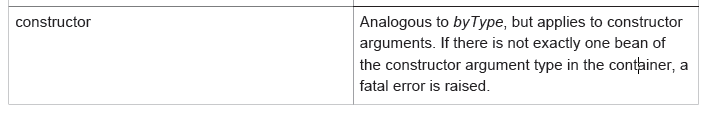 constructor
Analogous to byType, but applies to constructor
arguments. If there is not exactly one bean of
the constructor argument type in the container, a
fatal error is raised.